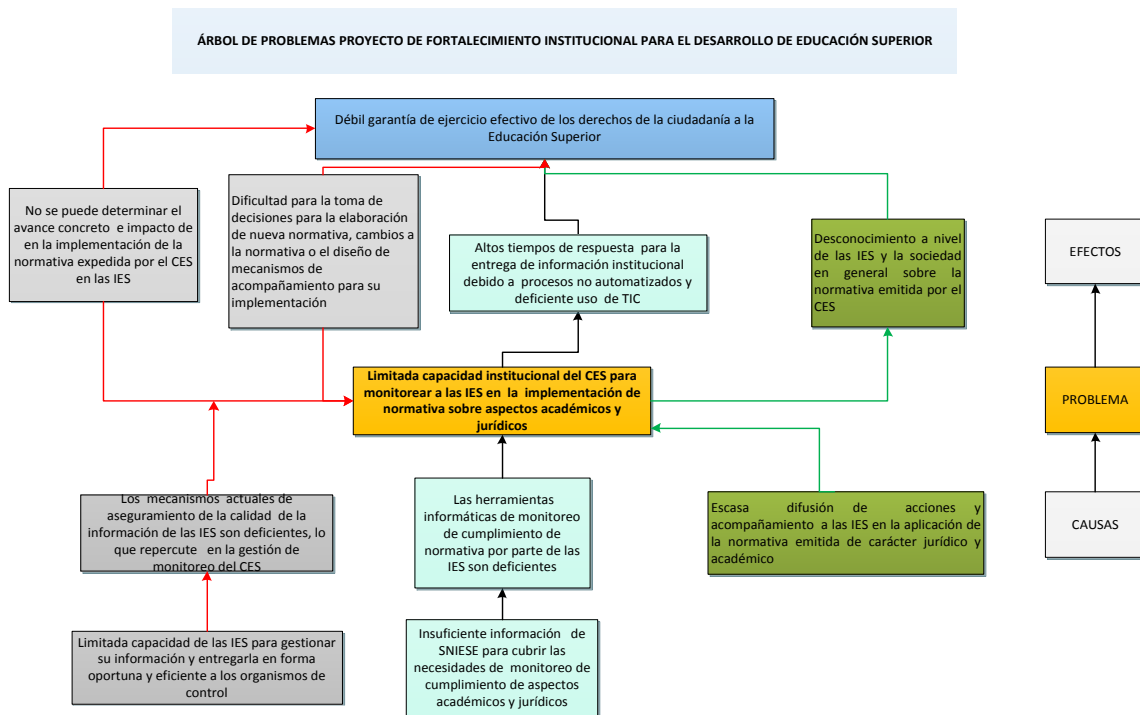 ÁRBOL DE PROBLEMAS PROYECTO DE FORTALECIMIENTO INSTITUCIONAL PARA EL DESARROLLO DE EDUCACIÓN SUPERIOR
Débil garantía de ejercicio efectivo de los derechos de la ciudadanía a la
Educación Superior
No se puede determinar el
avance concreto e impacto de
en la implementación de la
normativa expedida por el CES
en las IES
Dificultad para la toma de
decisiones para la elaboración
de nueva normativa, cambios a
la normativa o el diseño de
mecanismos de
acompañamiento para su
implementación
Altos tiempos de respuesta para la
entrega de información institucional
debido a procesos no automatizados y
deficiente uso de TIC
Desconocimiento a nivel
de las IES y la sociedad
en general sobre la
normativa emitida por el
CES
EFECTOS
Limitada capacidad institucional del CES para
monitorear a las IES en la implementación de
normativa sobre aspectos académicos y
jurídicos
PROBLEMA
Los mecanismos actuales de
aseguramiento de la calidad de la
información de las IES son deficientes, lo
que repercute en la gestión de
monitoreo del CES
Las herramientas
informáticas de monitoreo
de cumplimiento de
normativa por parte de las
IES son deficientes
Escasa difusión de acciones y
acompañamiento a las IES en la aplicación de
la normativa emitida de carácter jurídico y
académico
CAUSAS
Limitada capacidad de las IES para gestionar
su información y entregarla en forma
oportuna y eficiente a los organismos de
control
Insuficiente información de
SNIESE para cubrir las
necesidades de monitoreo de
cumplimiento de aspectos
académicos y jurídicos